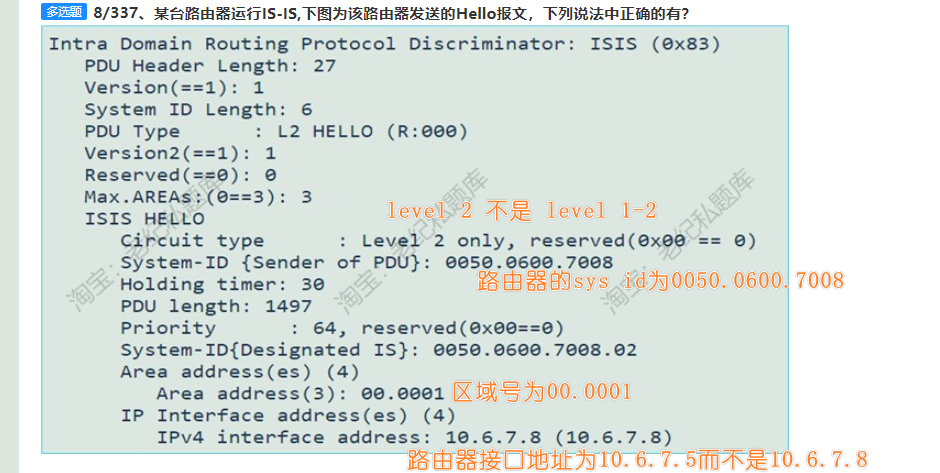 多选题 8/337、某台路由器运行IS-IS,下图为该路由器发送的Hello报文，下列说法中正确的有?
Intra Domain Routing Protocol Discriminator: ISIS (0x83)
PDU Header Length: 27
Version(==1): 1
System ID Length: 6
PDU Type : L2 HELLO (R:000)
Version2(==1): 1
Reserved(==0): 0
Max.AREAs:(0==3): 3
ISIS HELLO
level 2 不是 level 1-2
Circuit type : Level 2 only, reserved(0x00 == 0)
System-ID {Sender of PDU}: 0050.0600.7008
Holding timer: 30
路由器的sys id为0050.0600.7008
PDU length: 1497
Priority : 64, reserved(0x00==0)
System-ID{Designated IS}: 0050.0600.7008.02
Area address(es) (4)
Area address(3): 00.0001
区域号为00.0001
IP Interface address(es) (4)
IPv4 interface address: 10.6.7.8 (10.6.7.8)
路由器接口地址为10.6.7.5而不是10.6.7.8
淘宝：老纪私题库
淘宝：老纪私题库
淘宝：老纪私题库